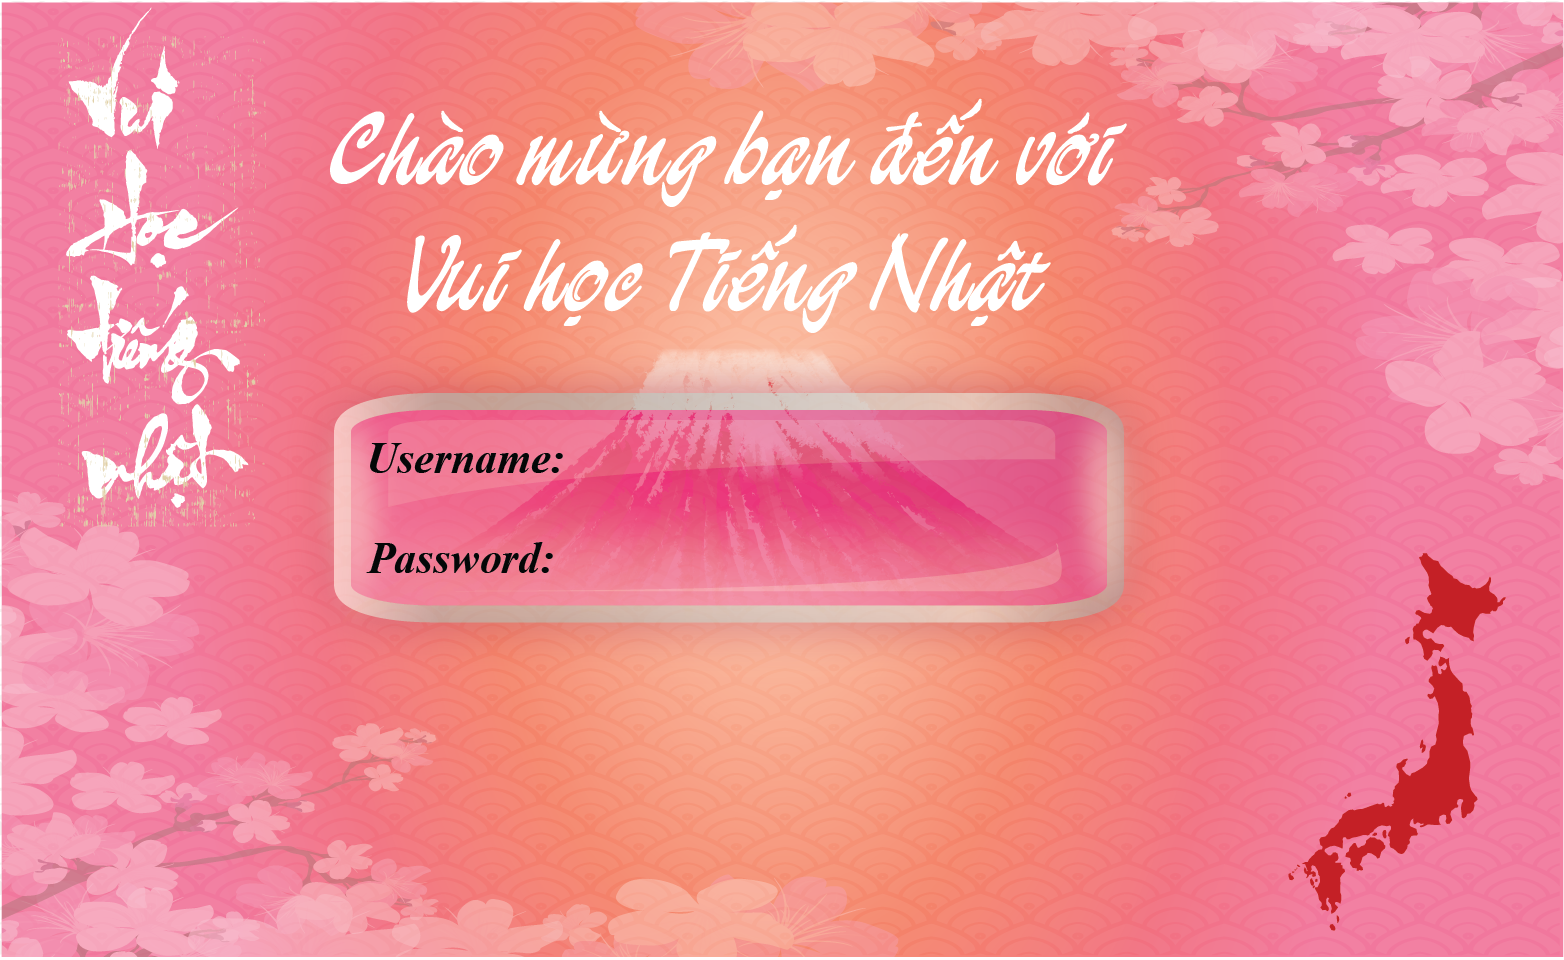 Vui
Học
tiếng
nhật
Chào mừng bạn đến với
Vui học Tiếng Nhật
Username:
Password: